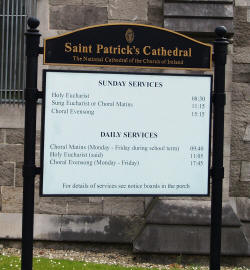 Saint Patrick's Cathedral
The National Cathedral of the Church of Ireland
SUNDAY SERVICES
Holy Eucharist 08:30
Sung Eucharist or Choral Matins 11:15
Choral Evensong 15:15
DAILY SERVICES
Choral Matins (Monday - Friday during school term) 09:40
Holy Eucharist (said) 11:05
Choral Evensong (Monday - Friday) 17:45
For details of services see notice boards in the porch